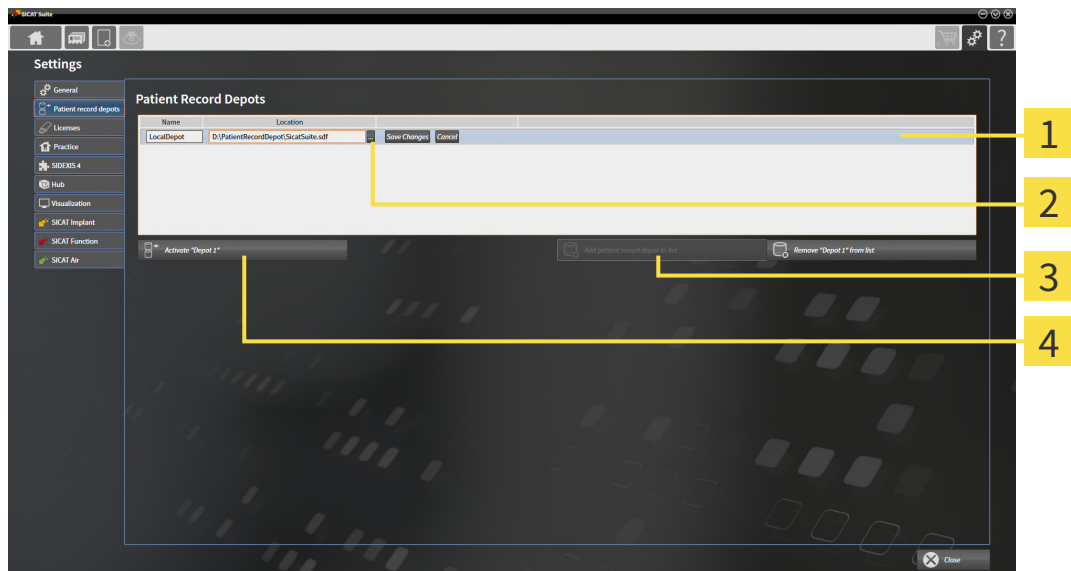 SICAT Suite
?
Settings
General
Patient record depots
Licenses
Practice
SIDEXIS 4
Hub
Visualization
SICAT Implant
SICAT Function
SICAT Air
Patient Record Depots
Name Location
LocalDepot D:\PatientRecordDepot\SicatSuite.sdf ... Save Changes Cancel
Activate "Depot 1" Add patient record depot to list Remove "Depot 1" from list
Close
1
2
3
4